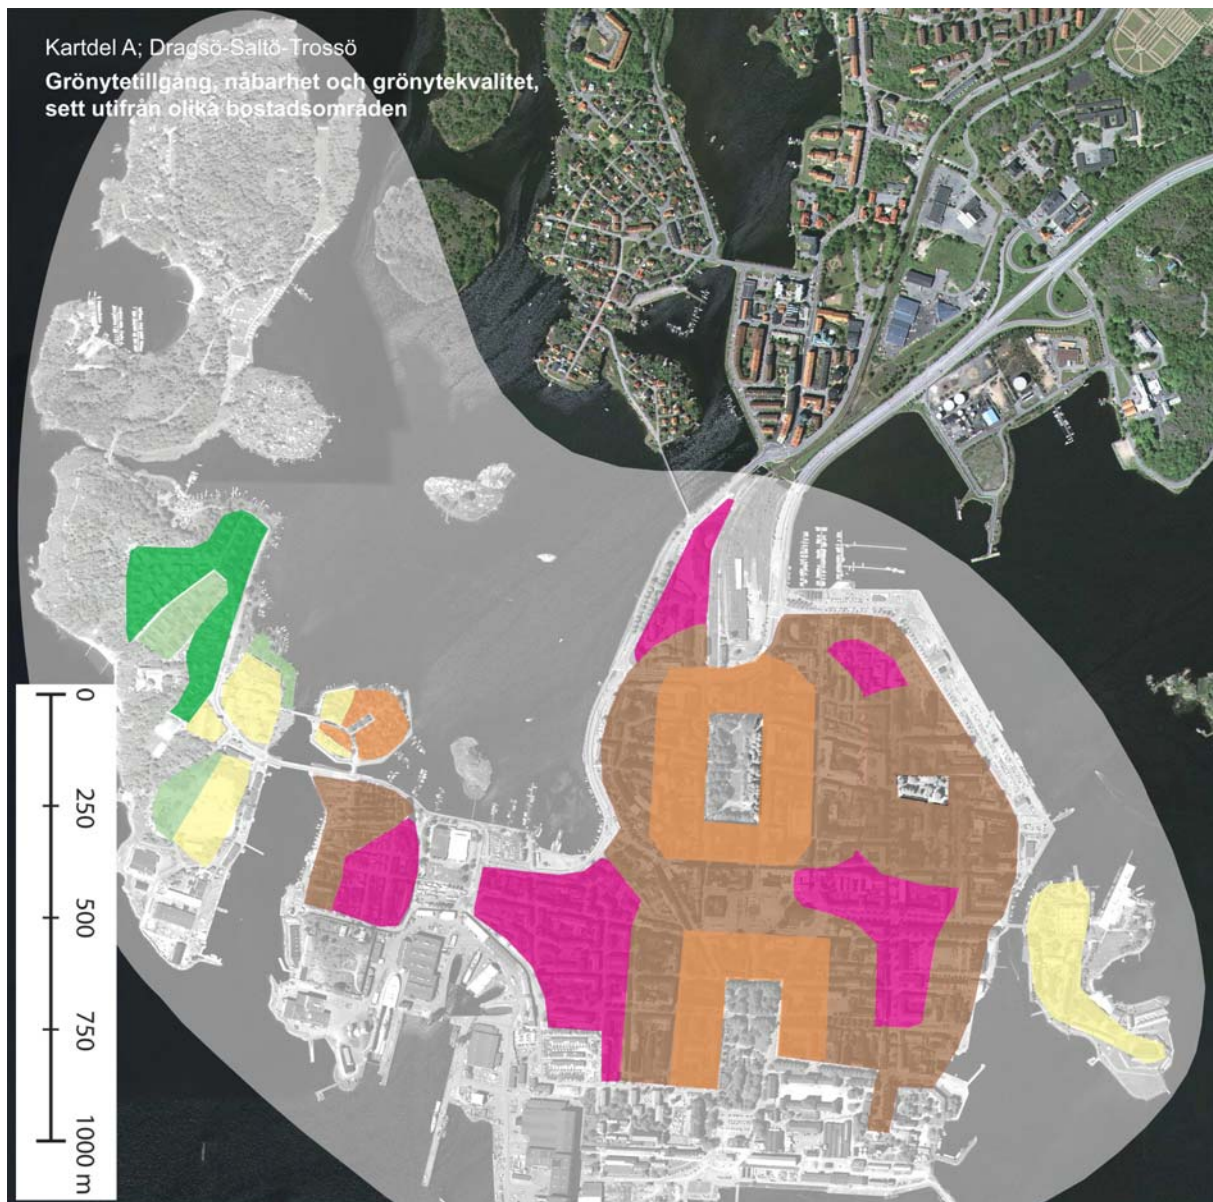 Kartdel A; Dragsö-Saltö-Trossö
Grönytetillgång, nåbarhet och grönytekvalitet,
sett utifrån olika bostadsområden
0
250
500
750
1000 m